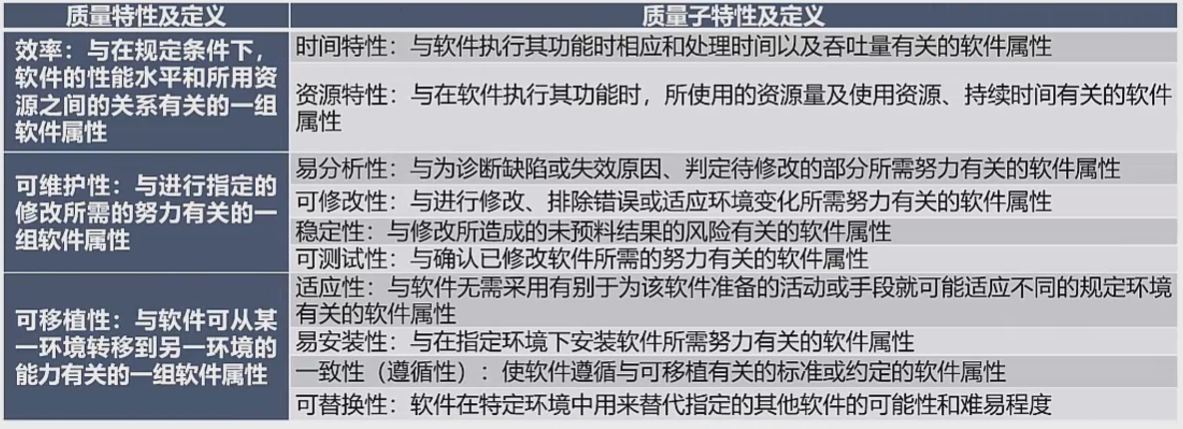 质量特性及定义
质量子特性及定义
效率：与在规定条件下，
软件的性能水平和所用资
源之间的关系有关的一组
软件属性
时间特性：与软件执行其功能时相应和处理时间以及吞吐量有关的软件属性
资源特性：与在软件执行其功能时，所使用的资源量及使用资源、持续时间有关的软件
属性
可维护性：与进行指定的
修改所需的努力有关的一
组软件属性
易分析性：与为诊断缺陷或失效原因、判定待修改的部分所需努力有关的软件属性
可修改性：与进行修改、排除错误或适应环境变化所需努力有关的软件属性
稳定性：与修改所造成的未预料结果的风险有关的软件属性
可测试性：与确认已修改软件所需的努力有关的软件属性
可移植性：与软件可从某
一环境转移到另一环境的
能力有关的一组软件属性
适应性：与软件无需采用有别于为该软件准备的活动或手段就可能适应不同的规定环境
有关的软件属性
易安装性：与在指定环境下安装软件所需努力有关的软件属性
一致性（遵循性）：使软件遵循与可移植有关的标准或约定的软件属性
可替换性：软件在特定环境中用来替代指定的其他软件的可能性和难易程度